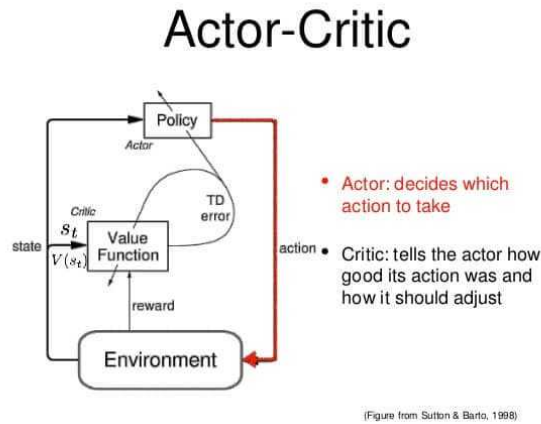 Actor-Critic
Policy
Actor
TD
error
Critic
S_t
state
V(s_t)
Value
Function
action
reward
Environment
• Actor: decides which
action to take
• Critic: tells the actor how
good its action was and
how it should adjust
(Figure from Sutton & Barto, 1998)